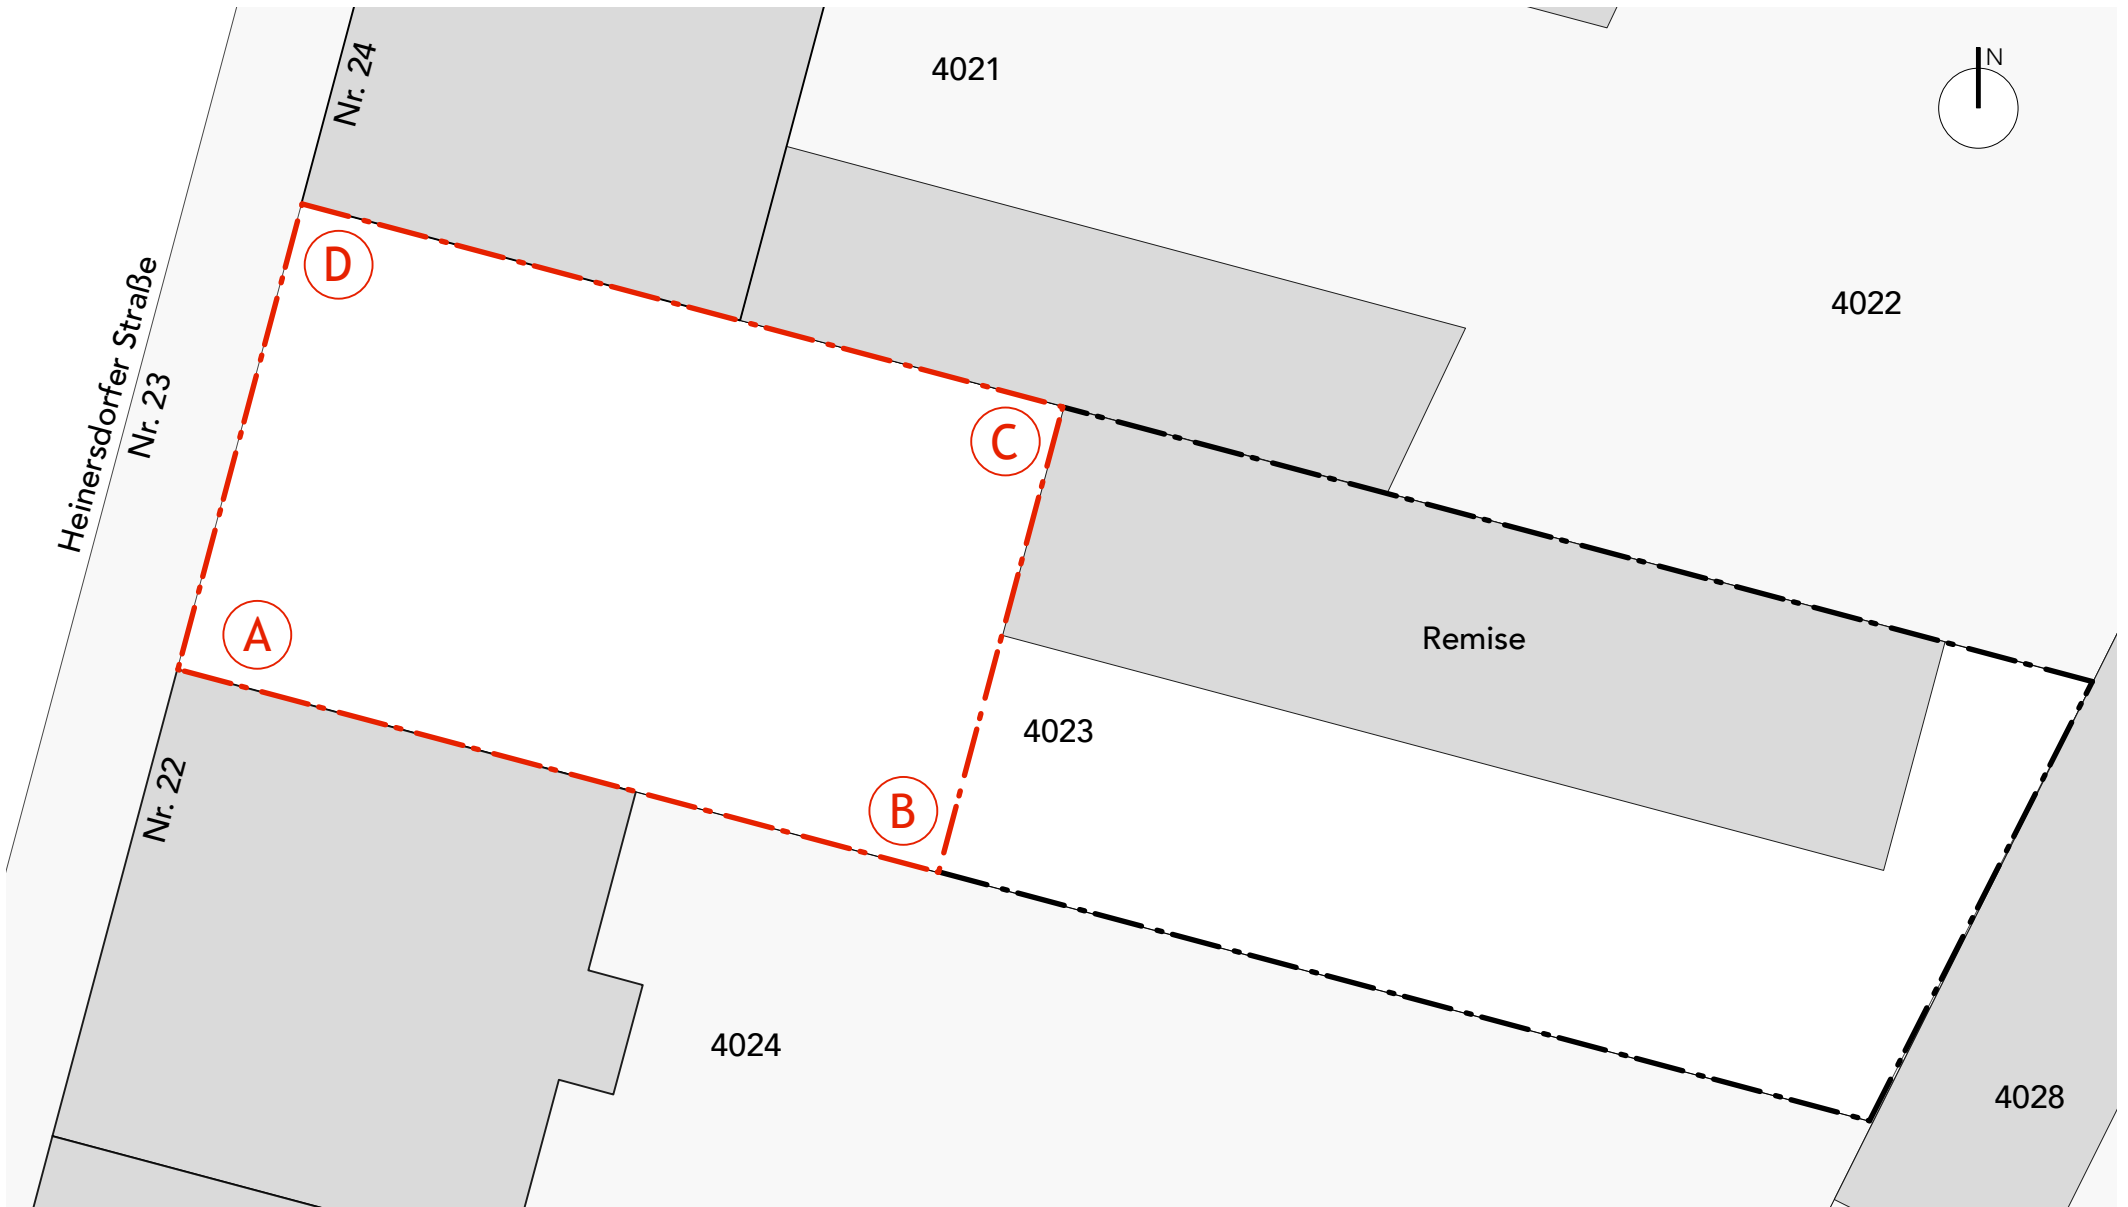 Nr. 24
4021
N
D
4022
Heinersdorfer Straße
Nr. 23
C
A
Remise
4023
Nr. 22
B
4024
4028